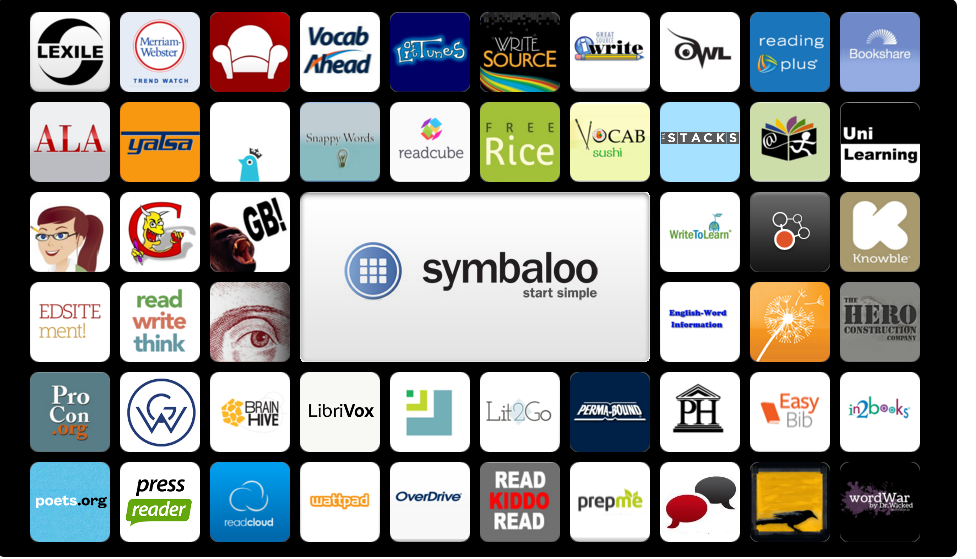 LEXILE
Merriam-
Webster
TREND WATCH
Vocab
Ahead
LitTunes
WRITE
SOURCE
GREAT
SOURCE
iwrite
OWL
reading
plus
Bookshare
ALA
yalsa
Snappy Words
readcube
FREE
Rice
VOCAB
sushi
THE
STACKS
@
Uni
Learning
G
GB!
symbaloo
start simple
WriteToLearn
K
Knowble
EDSITE
ment!
read
write
think
English-Word
Information
THE
HERO
CONSTRUCTION
COMPANY
Pro
Con
.org
GW
BRAIN
HIVE
LibriVox
Lit2Go
PERMA-BOUND
PH
Easy
Bib
in2books
poets.org
press
reader
readcloud
wattpad
OverDrive
READ
KIDDO
READ
prepme
wordWar
by Dr.Wicked